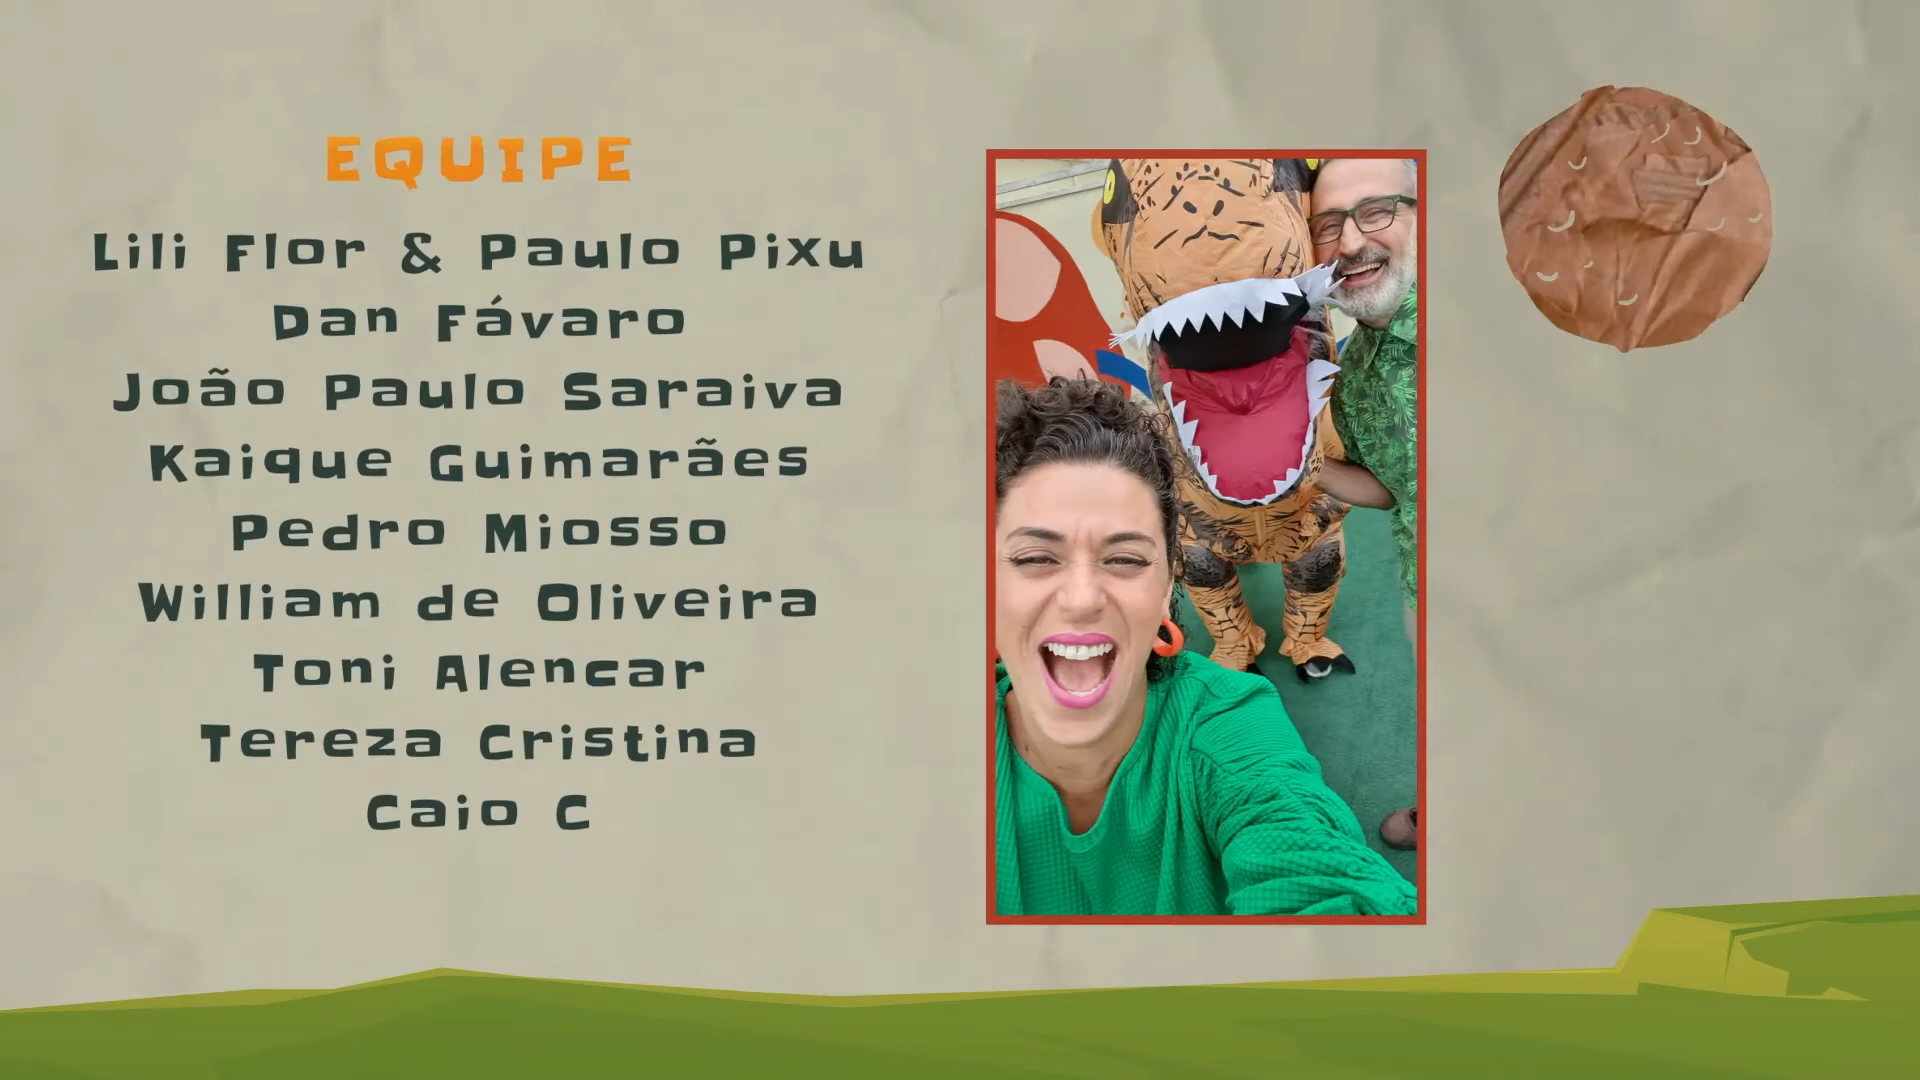 EQUIPE
Lili Flor & Paulo Pixu
Dan Fávaro
João Paulo Saraiva
Kaique Guimarães
Pedro Miosso
William de Oliveira
Toni Alencar
Tereza Cristina
Caio C